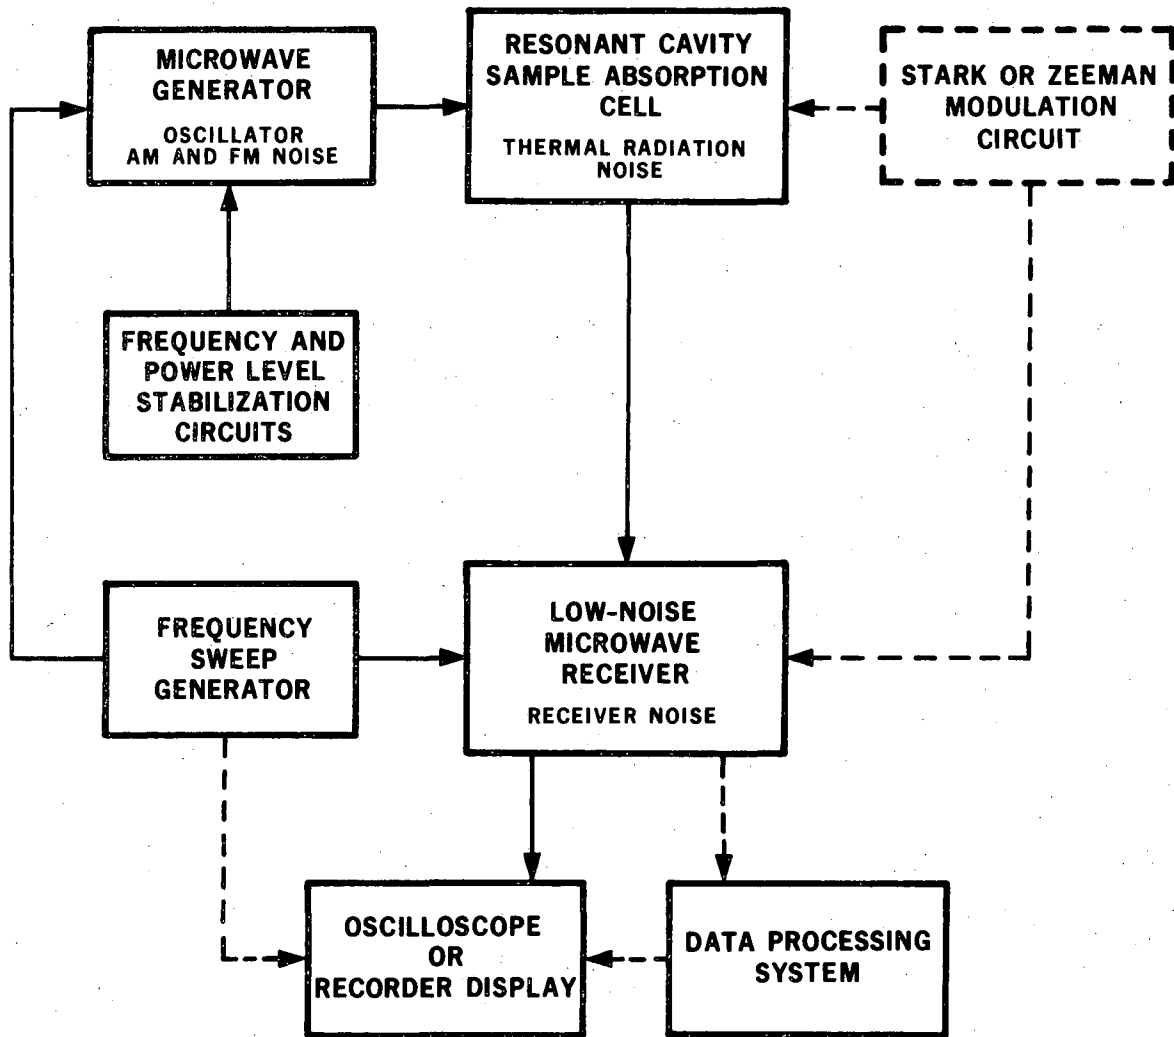 MICROWAVE
GENERATOR
OSCILLATOR
AM AND FM NOISE
RESONANT CAVITY
SAMPLE ABSORPTION
CELL
THERMAL RADIATION
NOISE
STARK OR ZEEMAN
MODULATION
CIRCUIT
FREQUENCY AND
POWER LEVEL
STABILIZATION
CIRCUITS
FREQUENCY
SWEEP
GENERATOR
LOW-NOISE
MICROWAVE
RECEIVER
RECEIVER NOISE
OSCILLOSCOPE
OR
RECORDER DISPLAY
DATA PROCESSING
SYSTEM